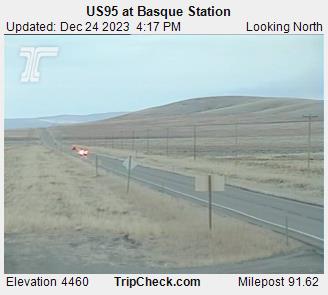 US95 at Basque Station
Updated: Dec 24 2023 4:17 PM Looking North
Elevation 4460 TripCheck.com Milepost 91.62